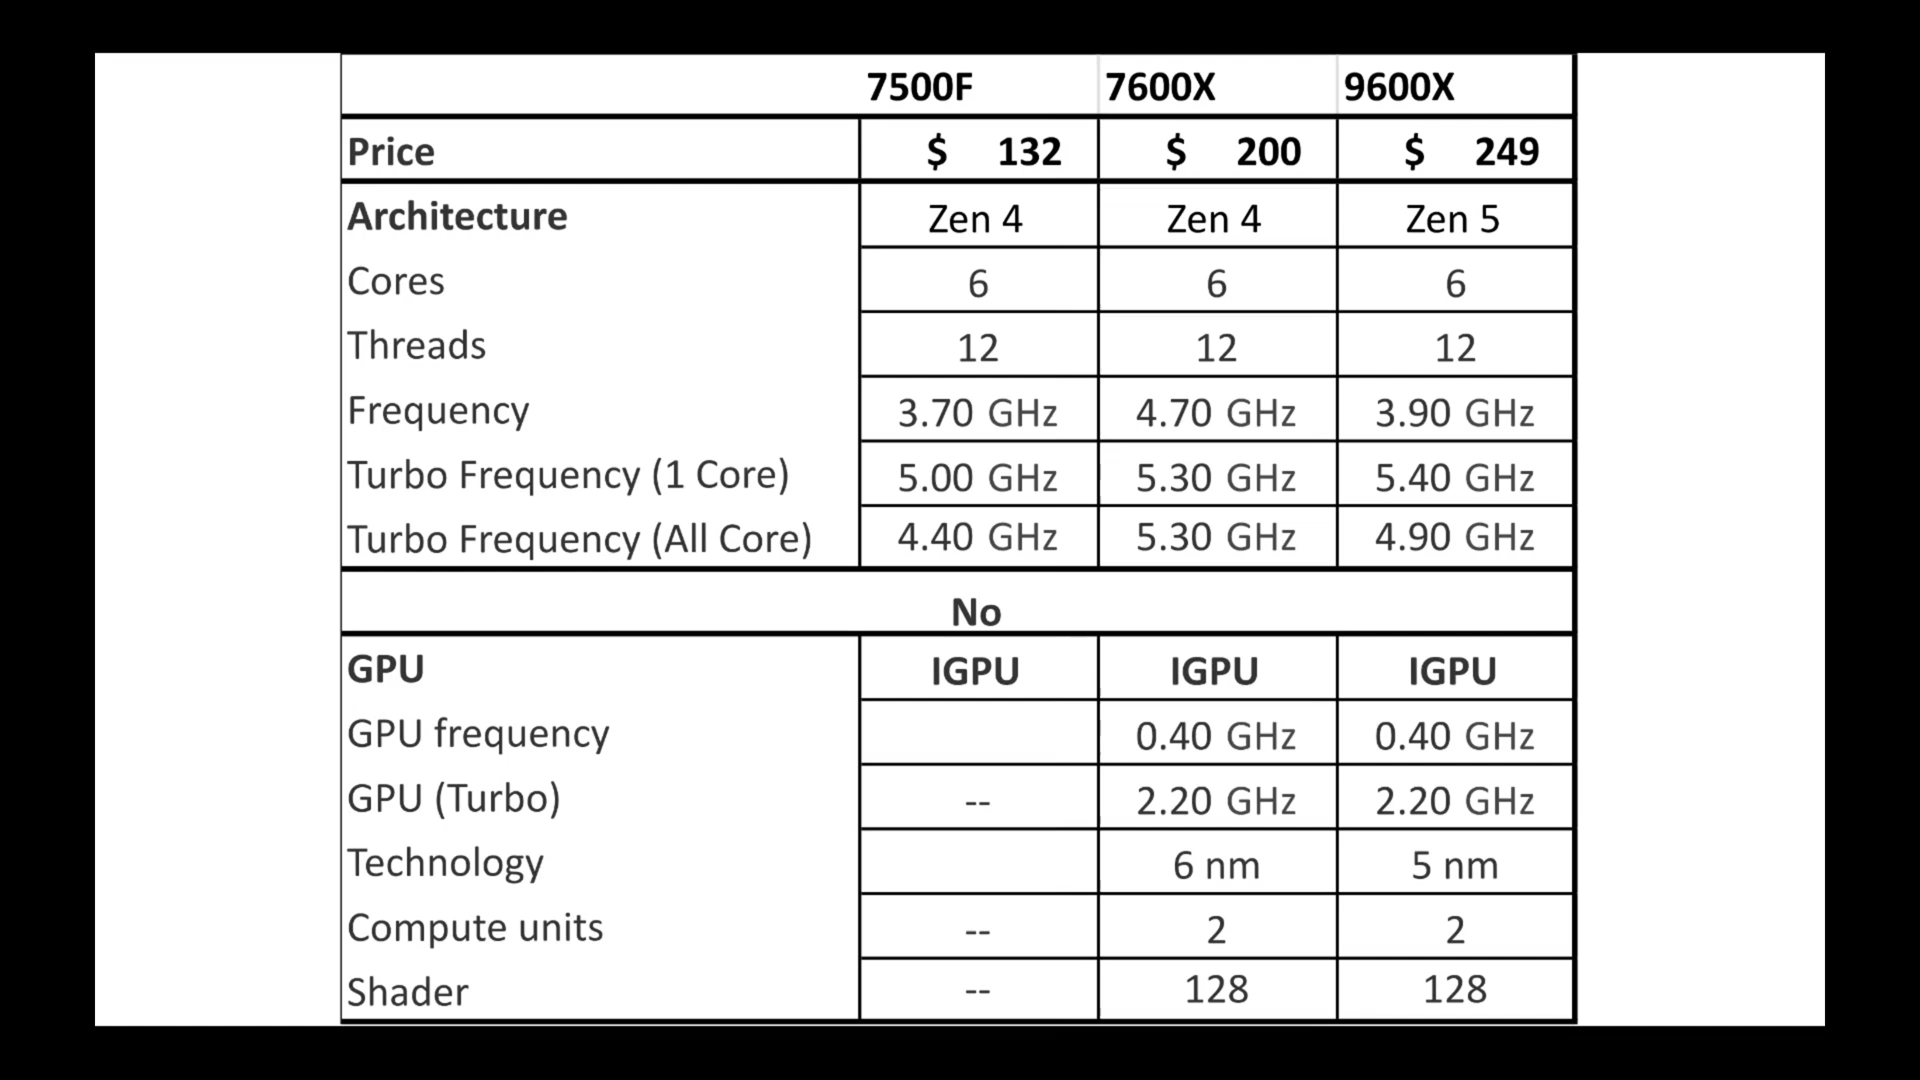 7500F 7600X 9600X
Price $ 132 $ 200 $ 249
Architecture Zen 4 Zen 4 Zen 5
Cores 6 6 6
Threads 12 12 12
Frequency 3.70 GHz 4.70 GHz 3.90 GHz
Turbo Frequency (1 Core) 5.00 GHz 5.30 GHz 5.40 GHz
Turbo Frequency (All Core) 4.40 GHz 5.30 GHz 4.90 GHz
No
GPU IGPU IGPU IGPU
GPU frequency 0.40 GHz 0.40 GHz
GPU (Turbo) -- 2.20 GHz 2.20 GHz
Technology 6 nm 5 nm
Compute units -- 2 2
Shader -- 128 128